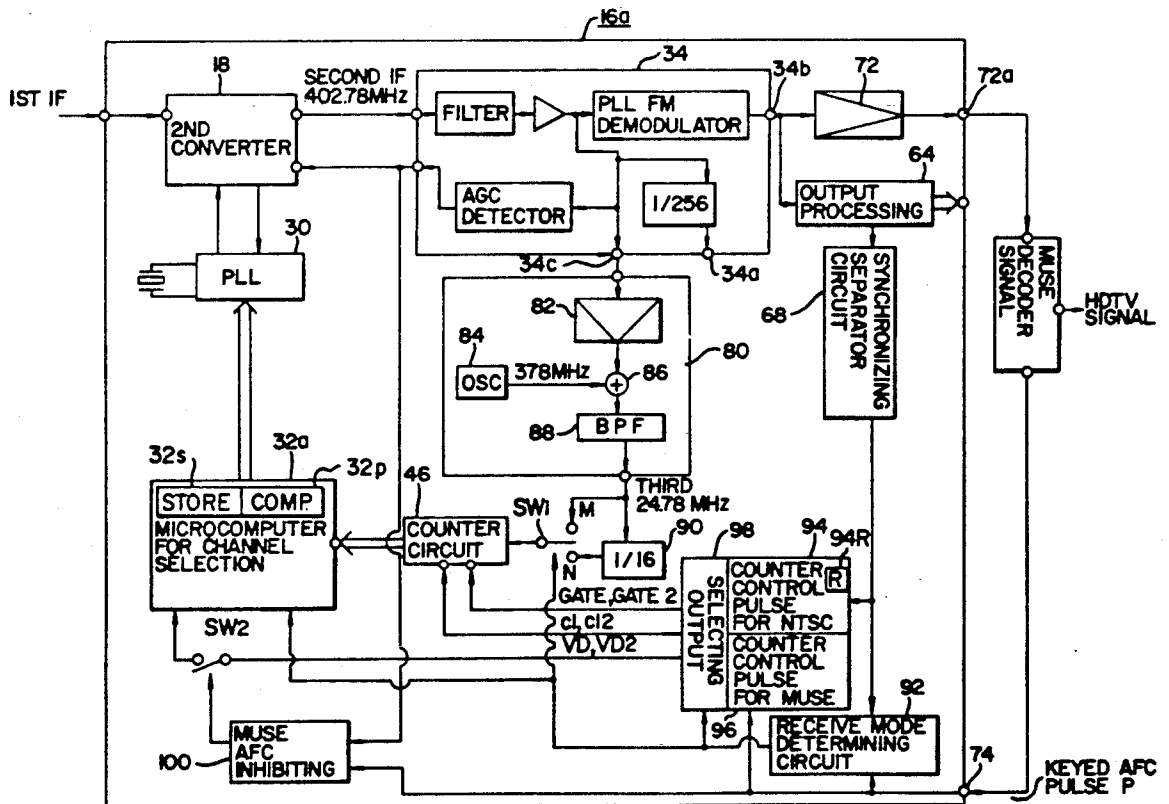 16a
18
SECOND IF
402.78MHz
34
34b
72
72a
1ST IF
2ND
CONVERTER
FILTER
PLL FM
DEMODULATOR
AGC
DETECTOR
1/256
64
OUTPUT
PROCESSING
30
PLL
34c
34a
MUSE
DECODER
SIGNAL
HDTV
SIGNAL
SYNCHRONIZING
SEPARATOR
CIRCUIT
68
82
84
OSC
378MHz
86
80
88
BPF
32s
32a
32p
STORE
COMP.
MICROCOMPUTER
FOR CHANNEL
SELECTION
46
COUNTER
CIRCUIT
SW1
M
N
THIRD
24.78 MHz
90
1/16
98
94
94R
SELECTING
OUTPUT
COUNTER
CONTROL
PULSE
FOR NTSC
R
COUNTER
CONTROL
PULSE
FOR MUSE
GATE, GATE 2
cl, cl2
VD, VD2
SW2
96
92
RECEIVE MODE
DETERMINING
CIRCUIT
MUSE
AFC
INHIBITING
100
74
KEYED AFC
PULSE P